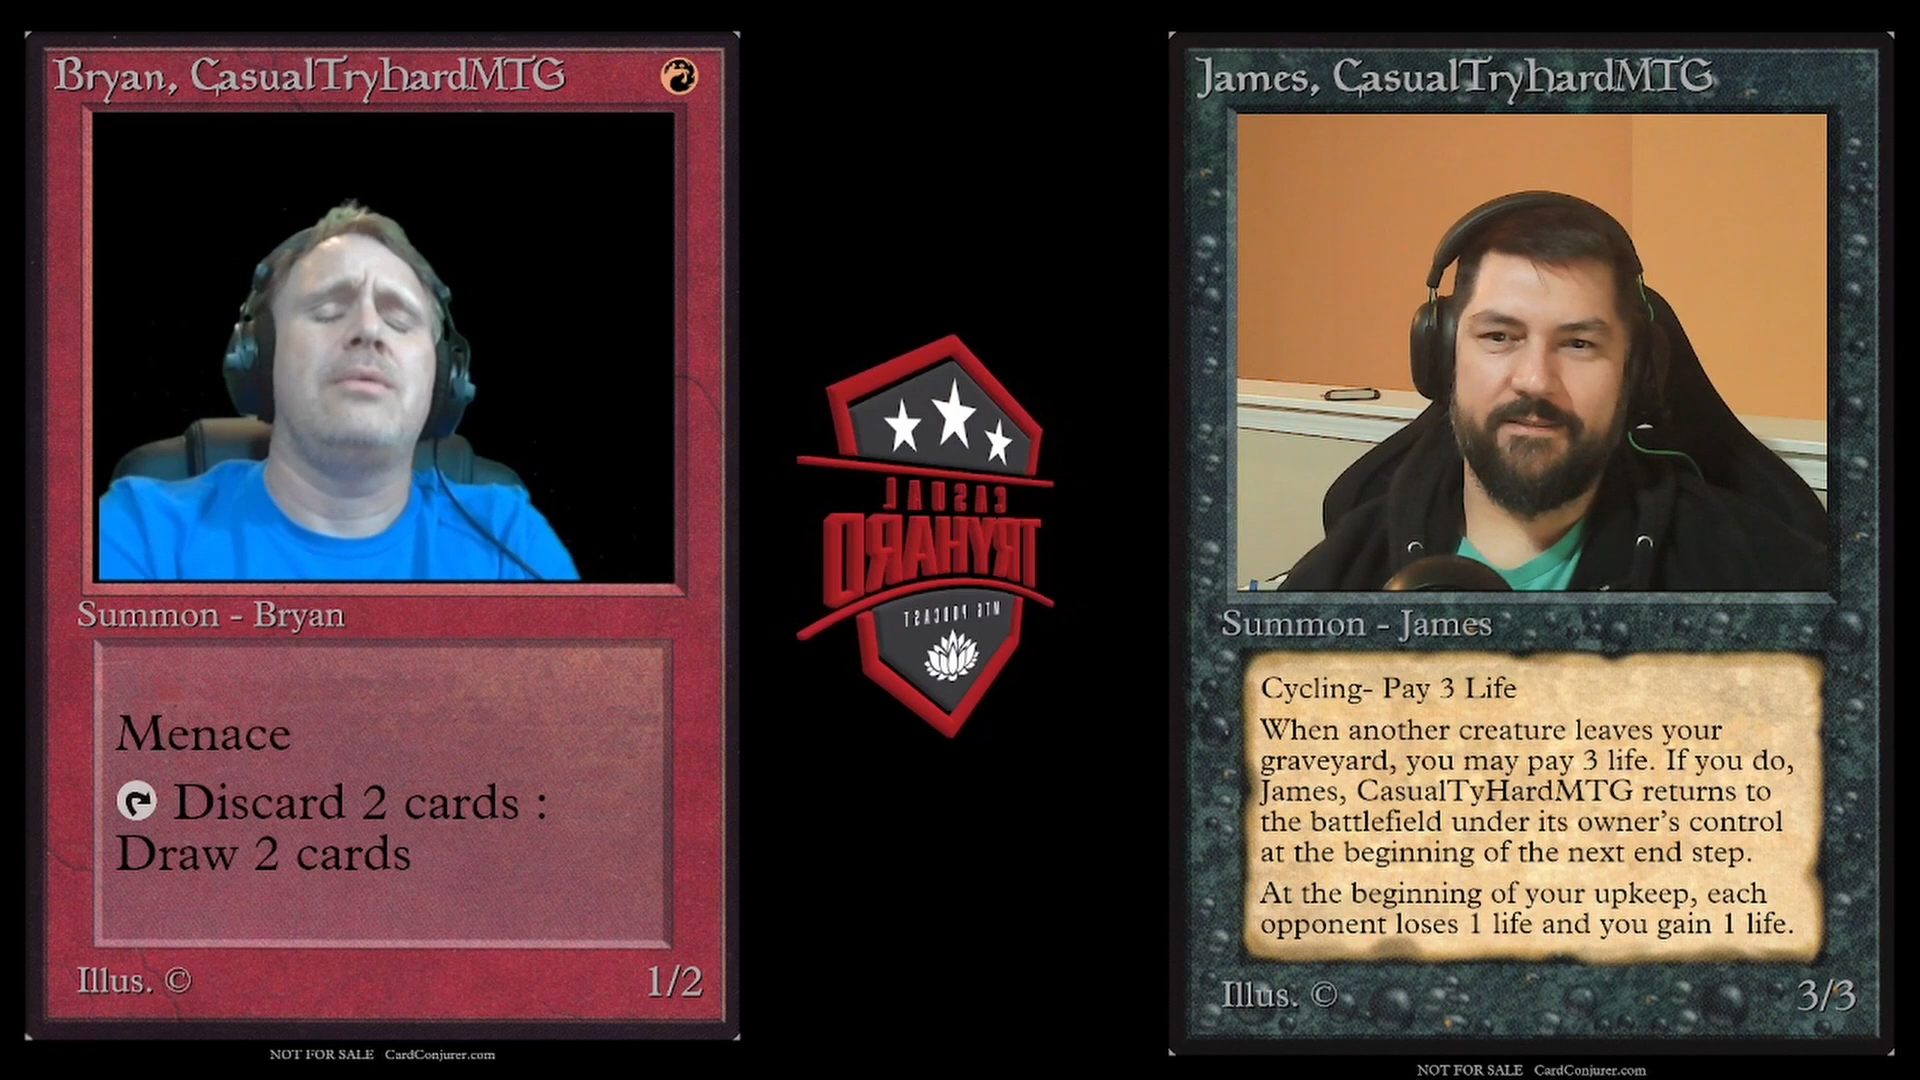 Bryan, CasualTryhardMTG
Summon - Bryan
Menace
Discard 2 cards :
Draw 2 cards
Illus. ©
1/2
NOT FOR SALE CardConjurer.com
CASUAL
TRYHARD
MTG PODCAST
James, CasualTryhardMTG
Summon - James
Cycling- Pay 3 Life
When another creature leaves your
graveyard, you may pay 3 life. If you do,
James, CasualTyHardMTG returns to
the battlefield under its owner's control
at the beginning of the next end step.
At the beginning of your upkeep, each
opponent loses 1 life and you gain 1 life.
Illus. ©
3/3
NOT FOR SALE CardConjurer.com